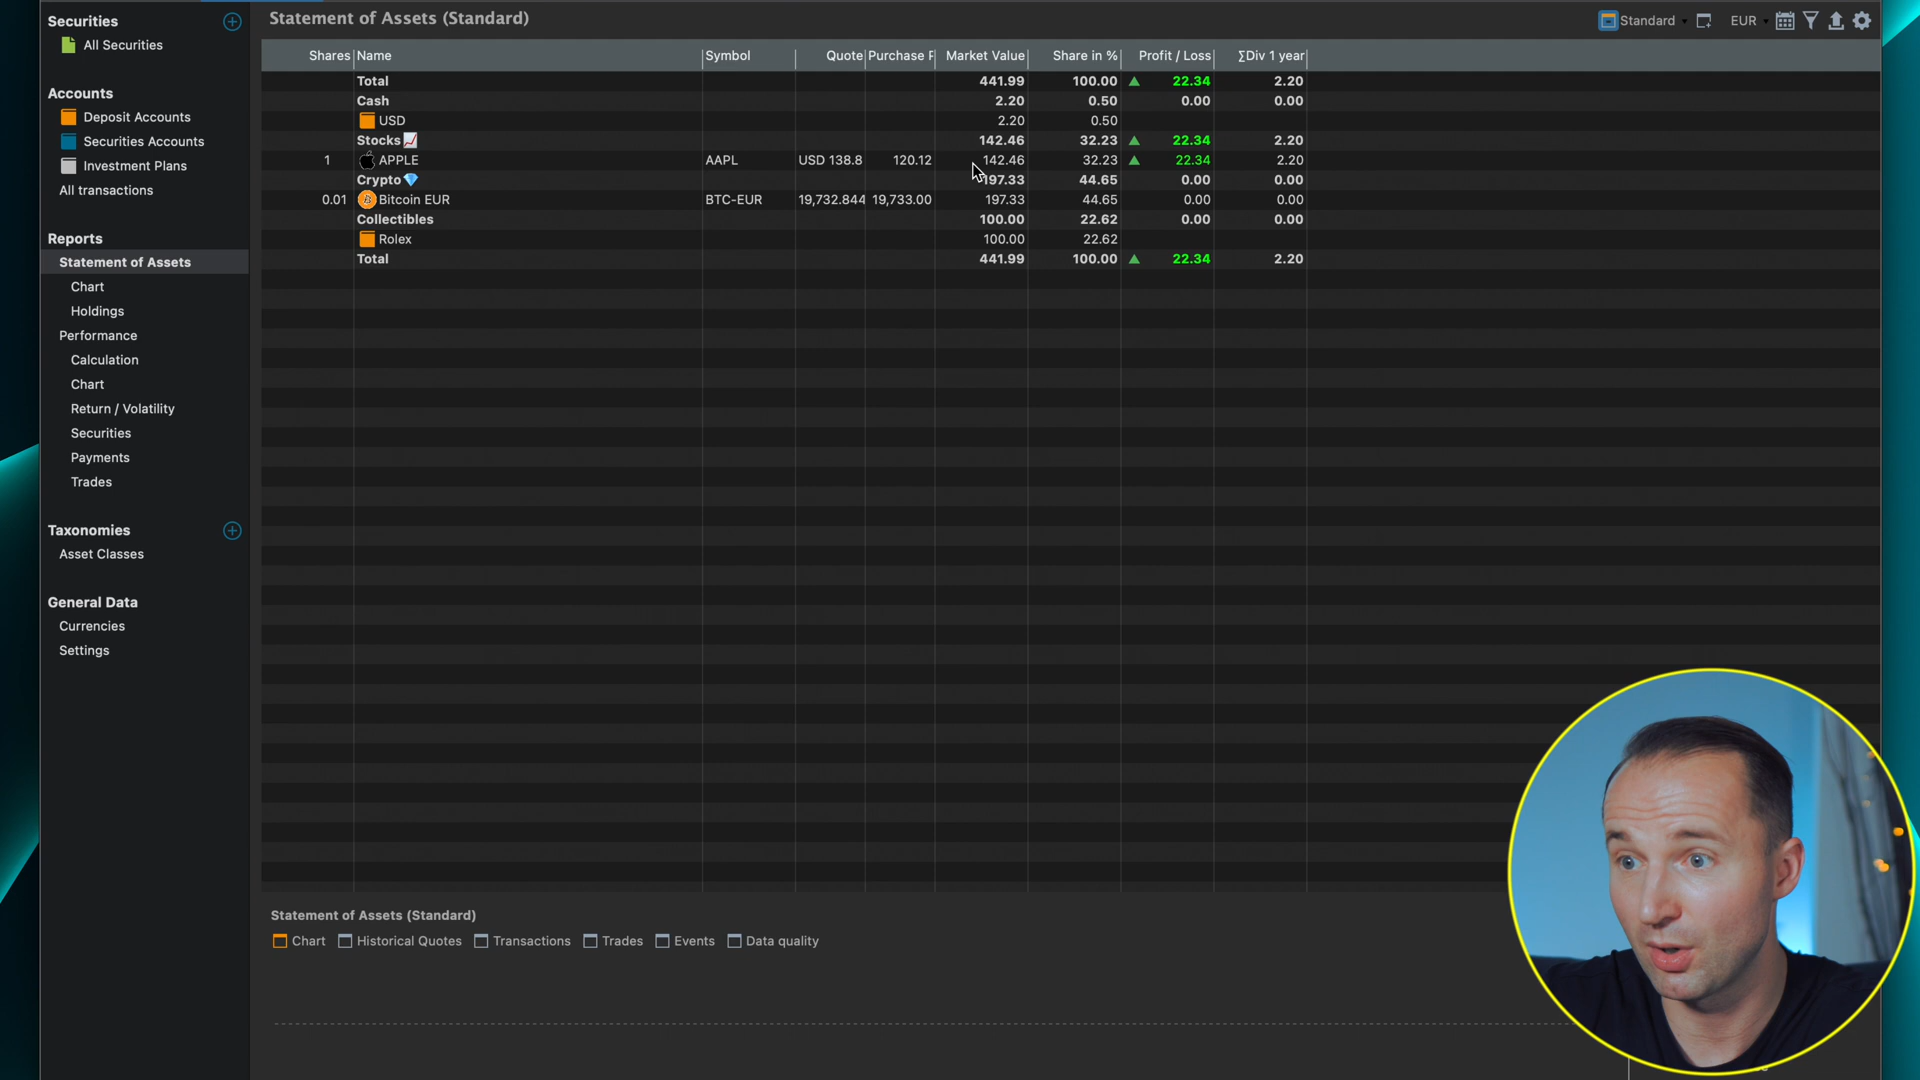 Securities
All Securities
Accounts
Deposit Accounts
Securities Accounts
Investment Plans
All transactions
Reports
Statement of Assets
Chart
Holdings
Performance
Calculation
Chart
Return / Volatility
Securities
Payments
Trades
Taxonomies
Asset Classes
General Data
Currencies
Settings
Statement of Assets (Standard)
Standard EUR
Shares Name Symbol Quote Purchase P Market Value Share in % Profit / Loss ∑Div 1 year
Total 441.99 100.00 22.34 2.20
Cash 2.20 0.50 0.00 0.00
USD 2.20 0.50
Stocks📈 142.46 32.23 22.34 2.20
1 APPLE AAPL USD 138.8 120.12 142.46 32.23 22.34 2.20
Crypto💎 197.33 44.65 0.00 0.00
0.01 Bitcoin EUR BTC-EUR 19,732.844 19,733.00 197.33 44.65 0.00 0.00
Collectibles 100.00 22.62 0.00 0.00
Rolex 100.00 22.62
Total 441.99 100.00 22.34 2.20
Statement of Assets (Standard)
Chart Historical Quotes Transactions Trades Events Data quality